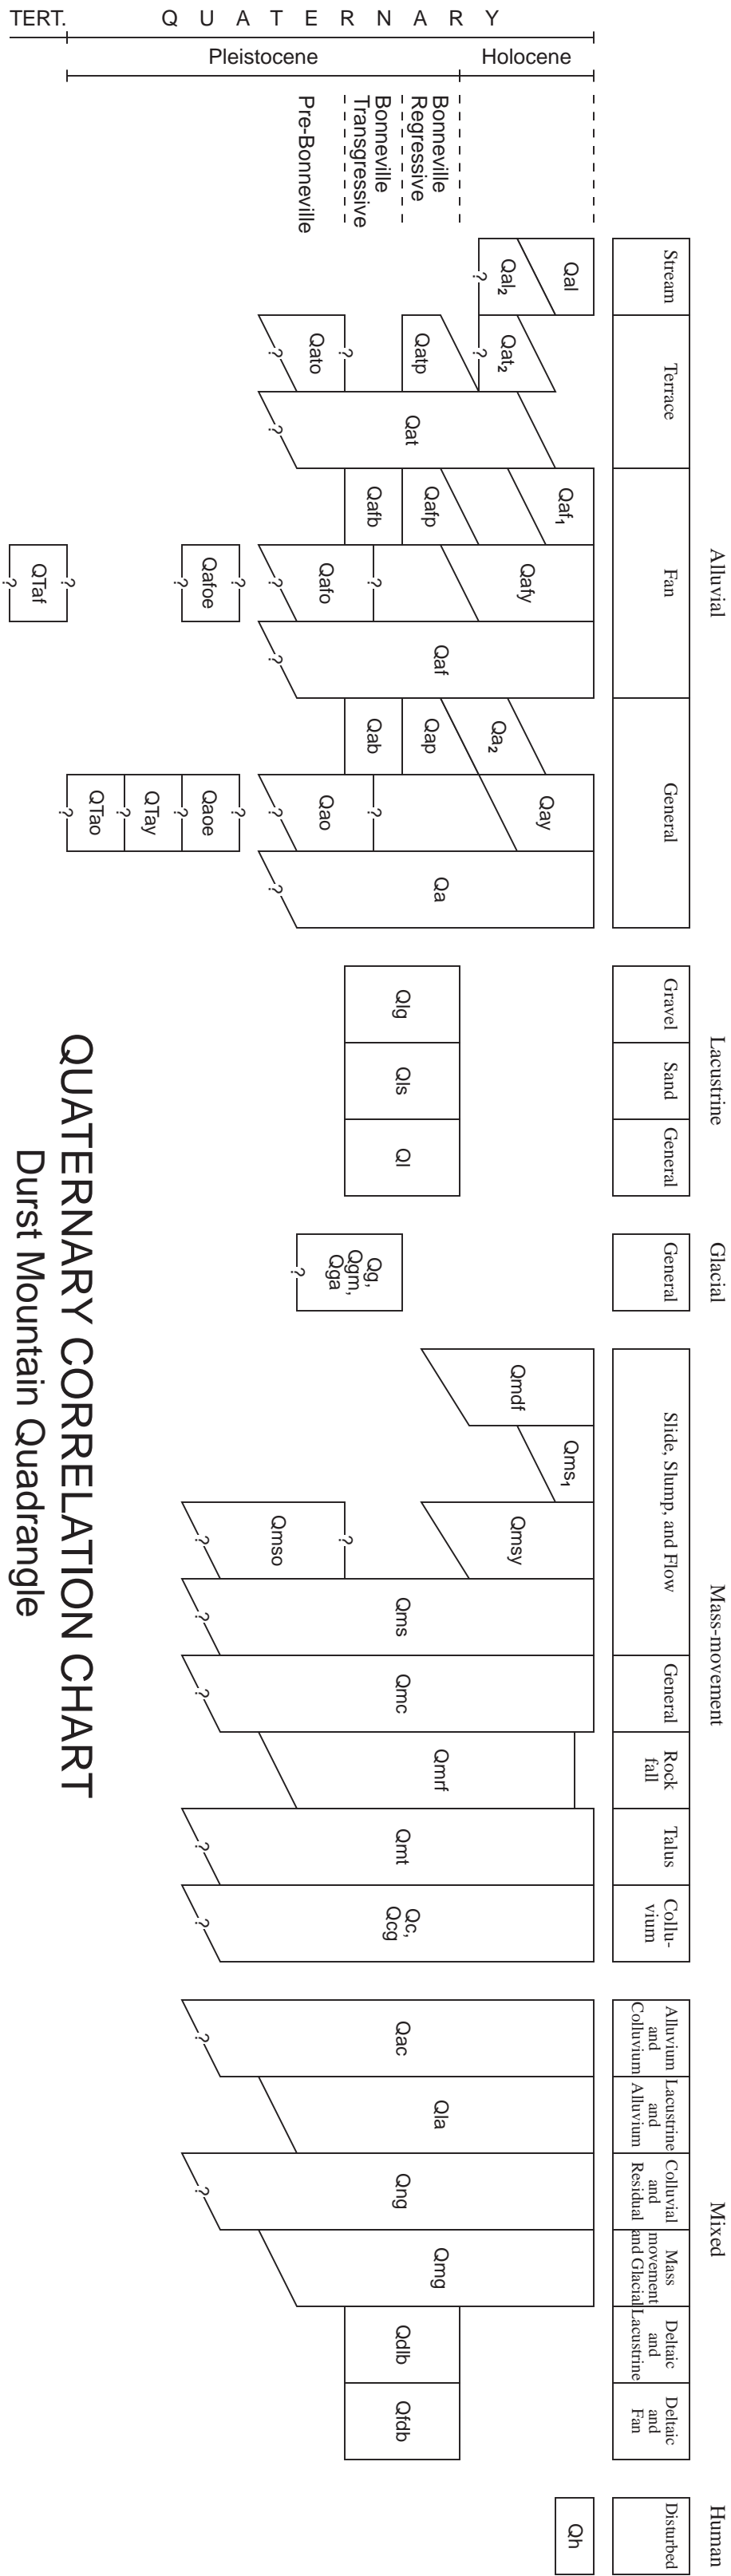 QUATERNARY CORRELATION CHART
Durst Mountain Quadrangle
TERT.
QUATERNARY
Pleistocene
Holocene
Bonneville
Regressive
Bonneville
Transgressive
Pre-Bonneville
Alluvial
Stream
Terrace
Fan
General
Qal
Qal₂
?
Qat₂
?
Qatp
?
Qato
?
Qat
?
Qaf₁
Qafp
Qafb
Qafy
?
Qafo
?
?
Qafoe
?
?
QTaf
?
Qaf
?
Qa₂
Qap
Qab
Qay
?
Qao
?
?
Qaoe
?
QTay
?
QTao
?
Qa
?
Lacustrine
Gravel
Sand
General
Qlg
Qls
Ql
Glacial
General
Qg,
Qgm,
Qga
?
Mass-movement
Slide, Slump, and Flow
General
Rock
fall
Talus
Collu-
vium
Qmdf
Qms₁
Qmsy
?
Qmso
?
Qms
?
Qmc
?
Qmrf
Qmt
?
Qc,
Qcg
?
Mixed
Alluvium
and
Colluvium
Lacustrine
and
Alluvium
Colluvial
and
Residual
Mass
movement
and Glacial
Deltaic
and
Lacustrine
Deltaic
and
Fan
Qac
?
Qla
Qng
?
Qmg
Qdlb
Qfdb
Human
Disturbed
Qh